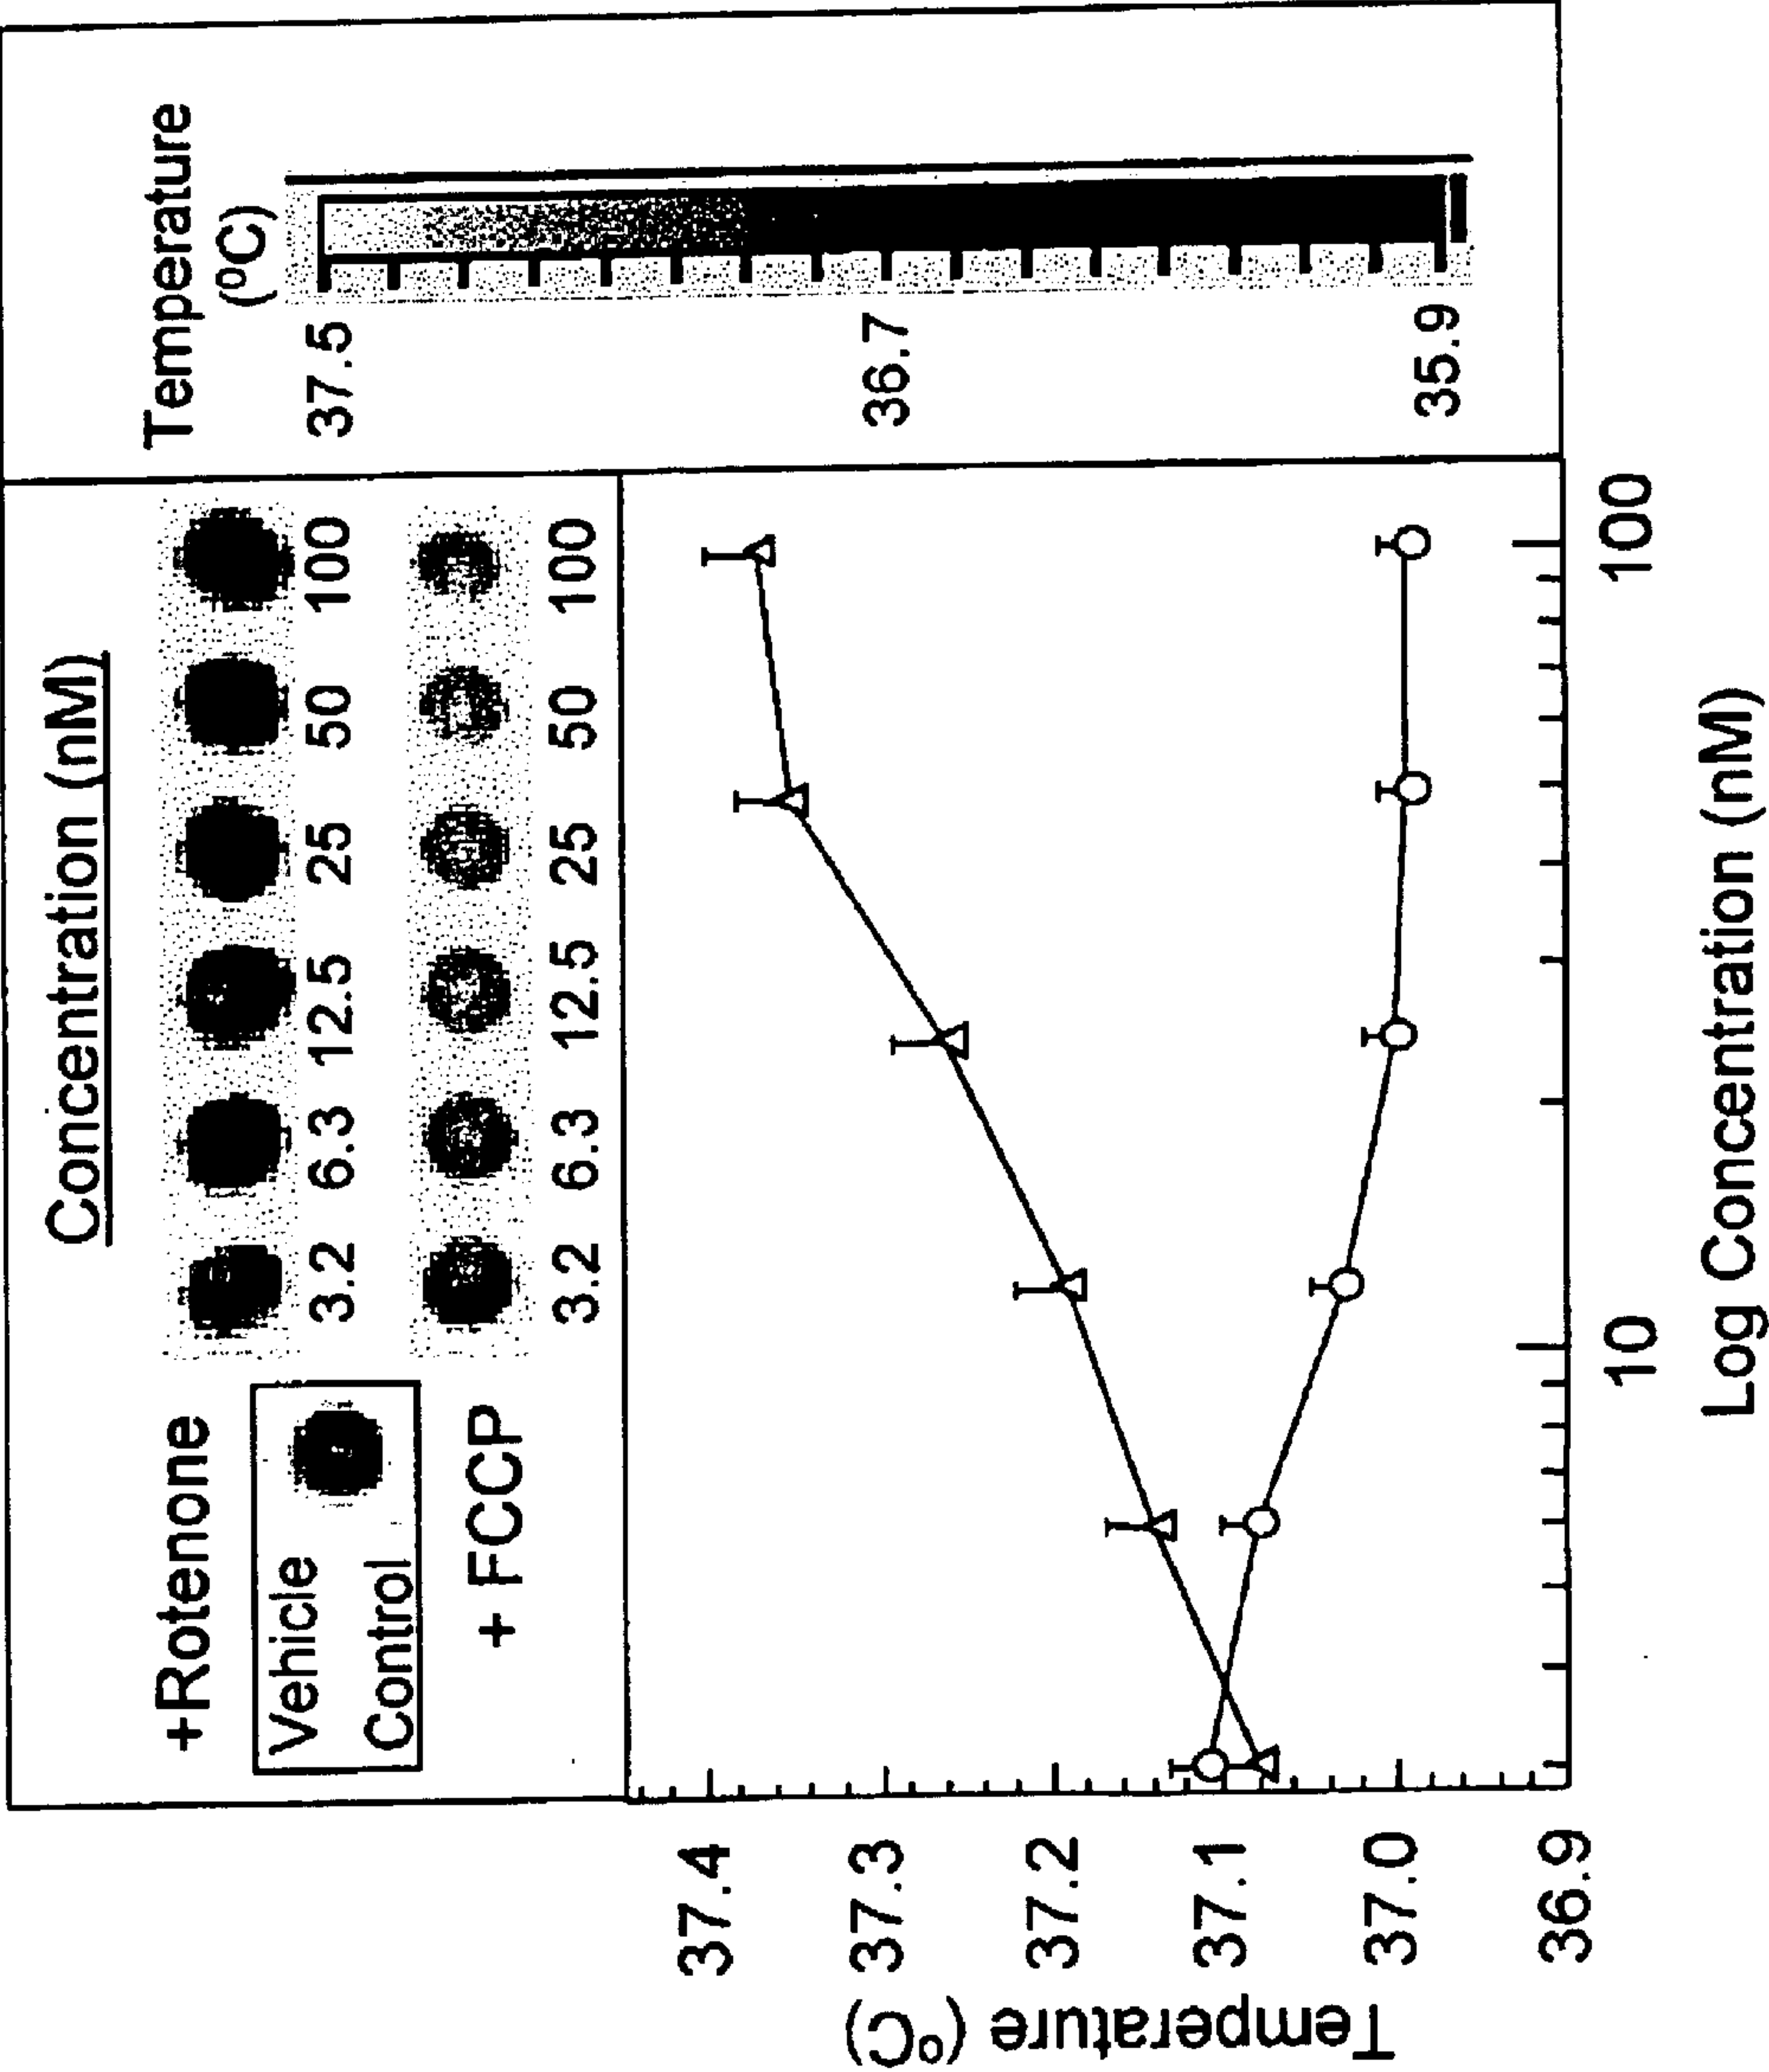 Concentration (nM)
+Rotenone
3.2 6.3 12.5 25 50 100
Vehicle
Control
+ FCCP
3.2 6.3 12.5 25 50 100
Temperature
(⁰C)
37.5
36.7
35.9
Temperature (⁰C)
37.4
37.3
37.2
37.1
37.0
36.9
10 100
Log Concentration (nM)